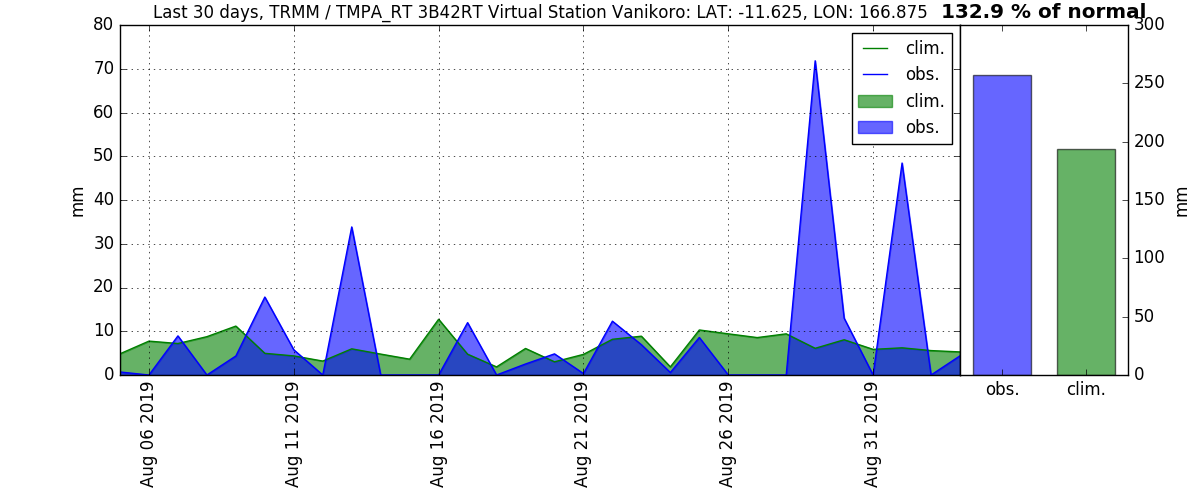 Last 30 days, TRMM / TMPA_RT 3B42RT Virtual Station Vanikoro: LAT: -11.625, LON: 166.875 132.9 % of normal
80
70
60
50
40
30
20
10
0
mm
clim.
obs.
clim.
obs.
300
250
200
150
100
50
0
mm
Aug 06 2019
Aug 11 2019
Aug 16 2019
Aug 21 2019
Aug 26 2019
Aug 31 2019
obs.
clim.